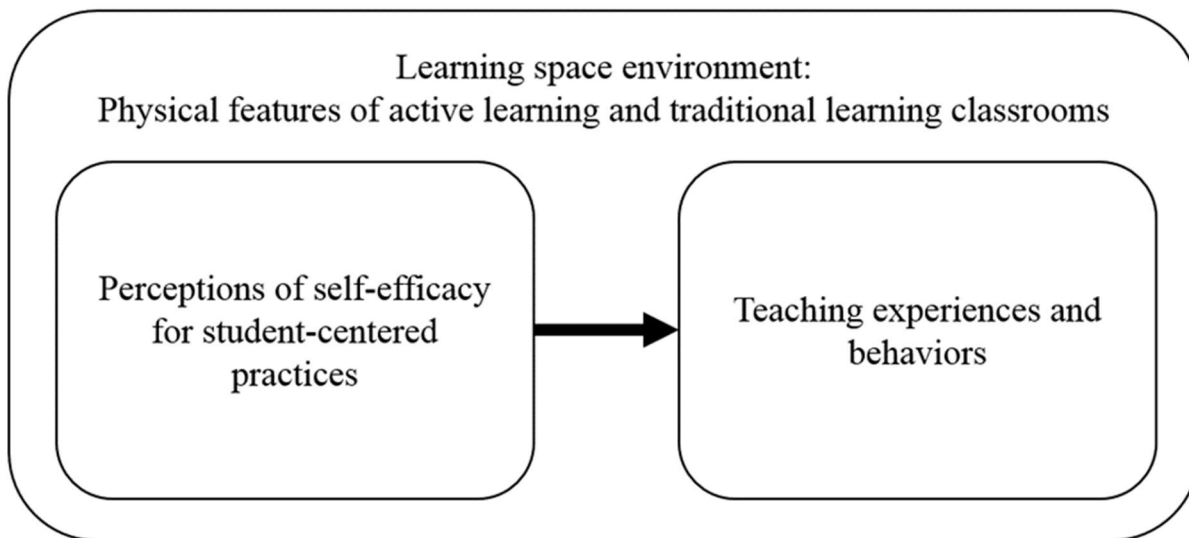 Learning space environment:
Physical features of active learning and traditional learning classrooms
Perceptions of self-efficacy
for student-centered
practices
Teaching experiences and
behaviors